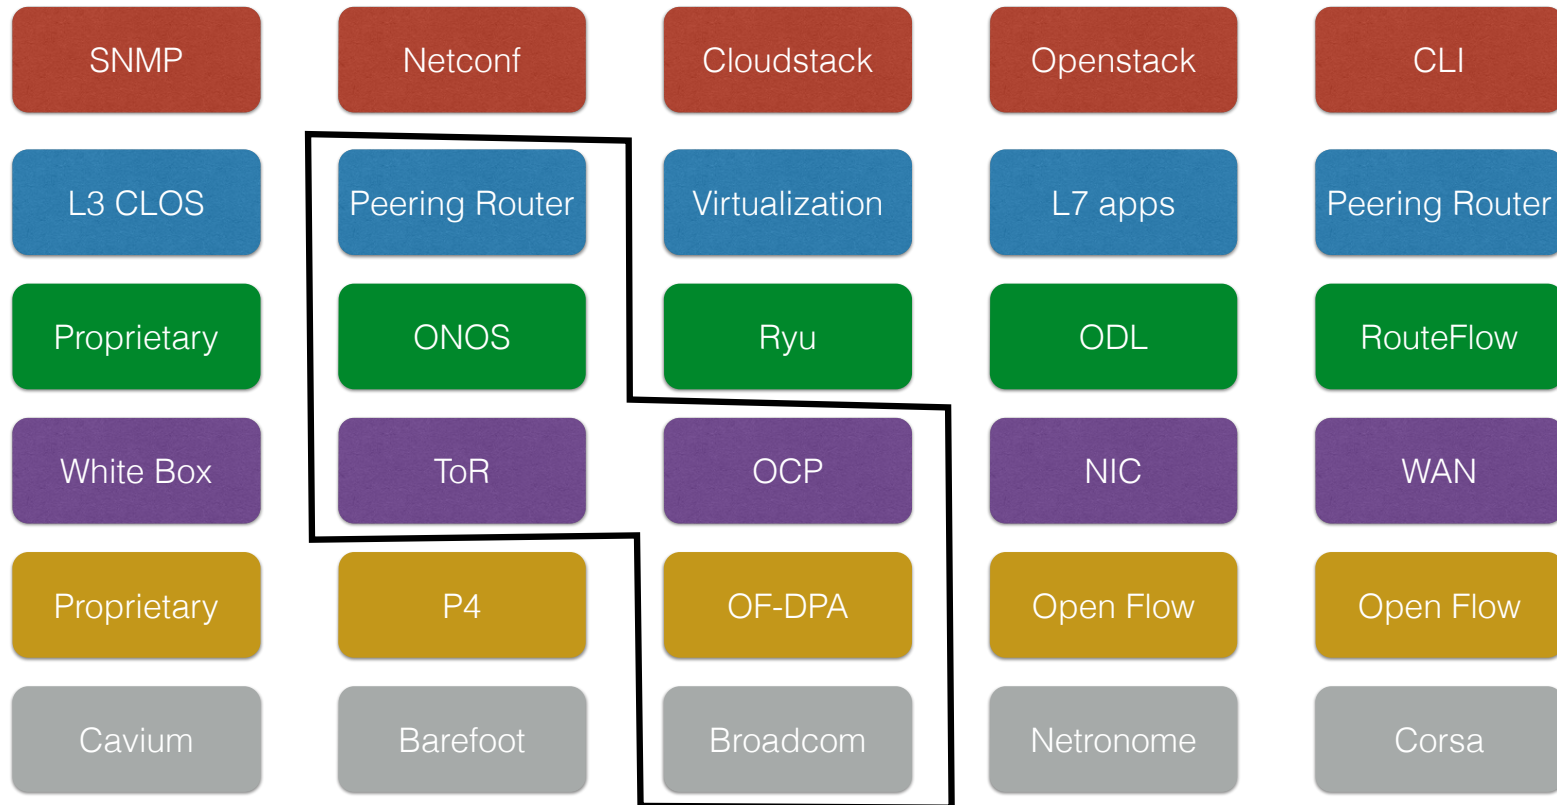 SNMP
Netconf
Cloudstack
Openstack
CLI
L3 CLOS
Peering Router
Virtualization
L7 apps
Peering Router
Proprietary
ONOS
Ryu
ODL
RouteFlow
White Box
ToR
OCP
NIC
WAN
Proprietary
P4
OF-DPA
Open Flow
Open Flow
Cavium
Barefoot
Broadcom
Netronome
Corsa